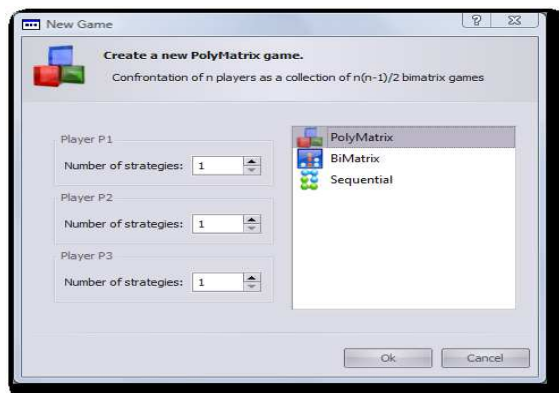 New Game
Create a new PolyMatrix game.
Confrontation of n players as a collection of n(n-1)/2 bimatrix games
Player P1
Number of strategies: 1
Player P2
Number of strategies: 1
Player P3
Number of strategies: 1
PolyMatrix
BiMatrix
Sequential
Ok
Cancel